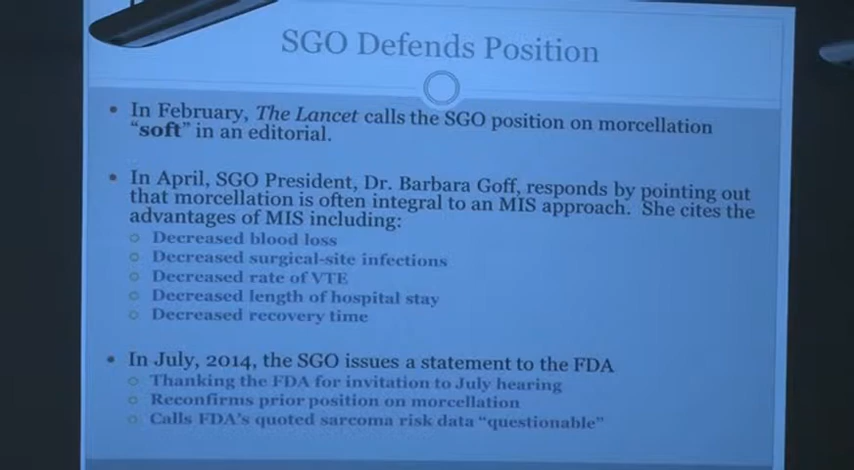 SGO Defends Position
• In February, The Lancet calls the SGO position on morcellation
“soft” in an editorial.
• In April, SGO President, Dr. Barbara Goff, responds by pointing out
that morcellation is often integral to an MIS approach. She cites the
advantages of MIS including:
○ Decreased blood loss
○ Decreased surgical-site infections
○ Decreased rate of VTE
○ Decreased length of hospital stay
○ Decreased recovery time
• In July, 2014, the SGO issues a statement to the FDA
○ Thanking the FDA for invitation to July hearing
○ Reconfirms prior position on morcellation
○ Calls FDA’s quoted sarcoma risk data “questionable”